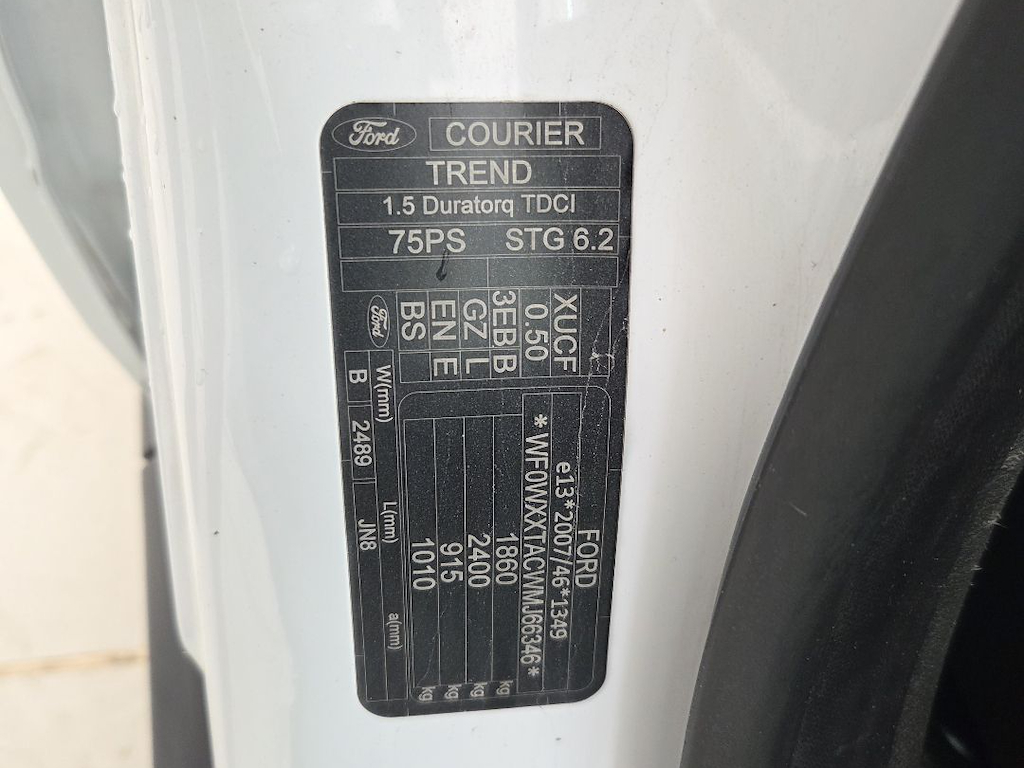 Ford COURIER
TREND
1.5 Duratorq TDCI
75PS STG 6.2
FORD
e13*2007/46*1349
*WF0WXXTACWMJ66346*
1860 kg
2400 kg
915 kg
1010 kg
XUCF
0.50
3EB B
GZ L
EN E
BS
Ford
W(mm) L(mm) a(mm)
B 2489 JN8